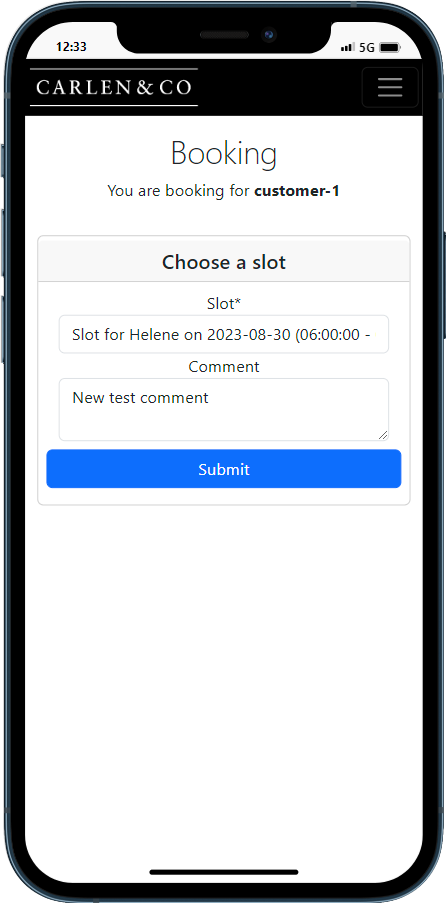 12:33
5G
CARLEN & CO
Booking
You are booking for customer-1
Choose a slot
Slot*
Slot for Helene on 2023-08-30 (06:00:00 -
Comment
New test comment
Submit